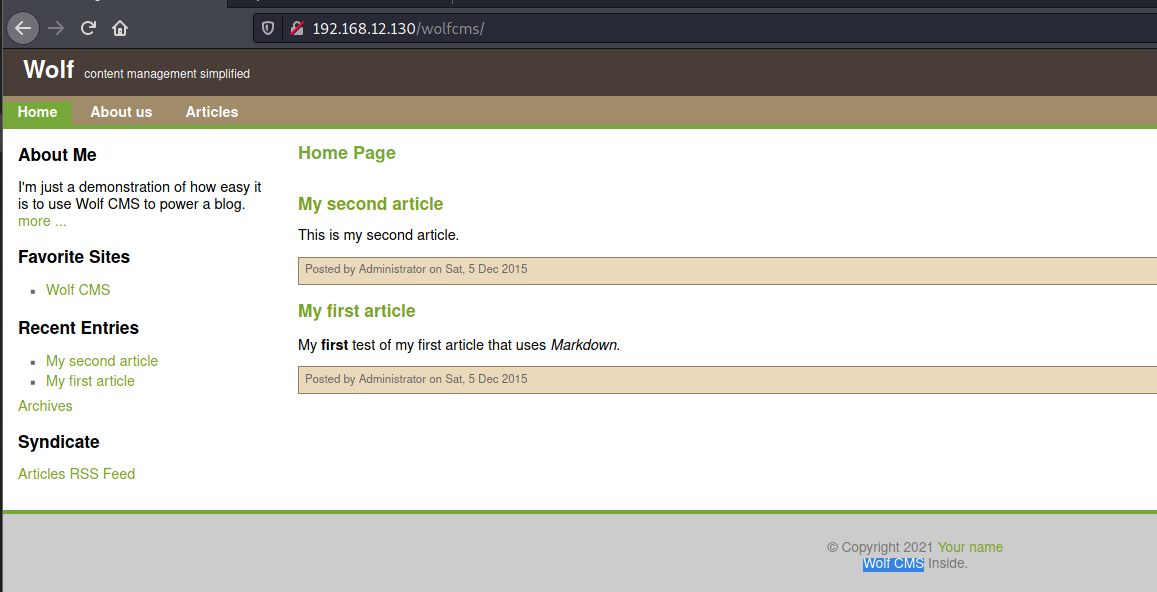 192.168.12.130/wolfcms/
Wolf content management simplified
Home About us Articles
About Me
I'm just a demonstration of how easy it
is to use Wolf CMS to power a blog.
more ...
Favorite Sites
Wolf CMS
Recent Entries
My second article
My first article
Archives
Syndicate
Articles RSS Feed
Home Page
My second article
This is my second article.
Posted by Administrator on Sat, 5 Dec 2015
My first article
My first test of my first article that uses Markdown.
Posted by Administrator on Sat, 5 Dec 2015
© Copyright 2021 Your name
Wolf CMS Inside.